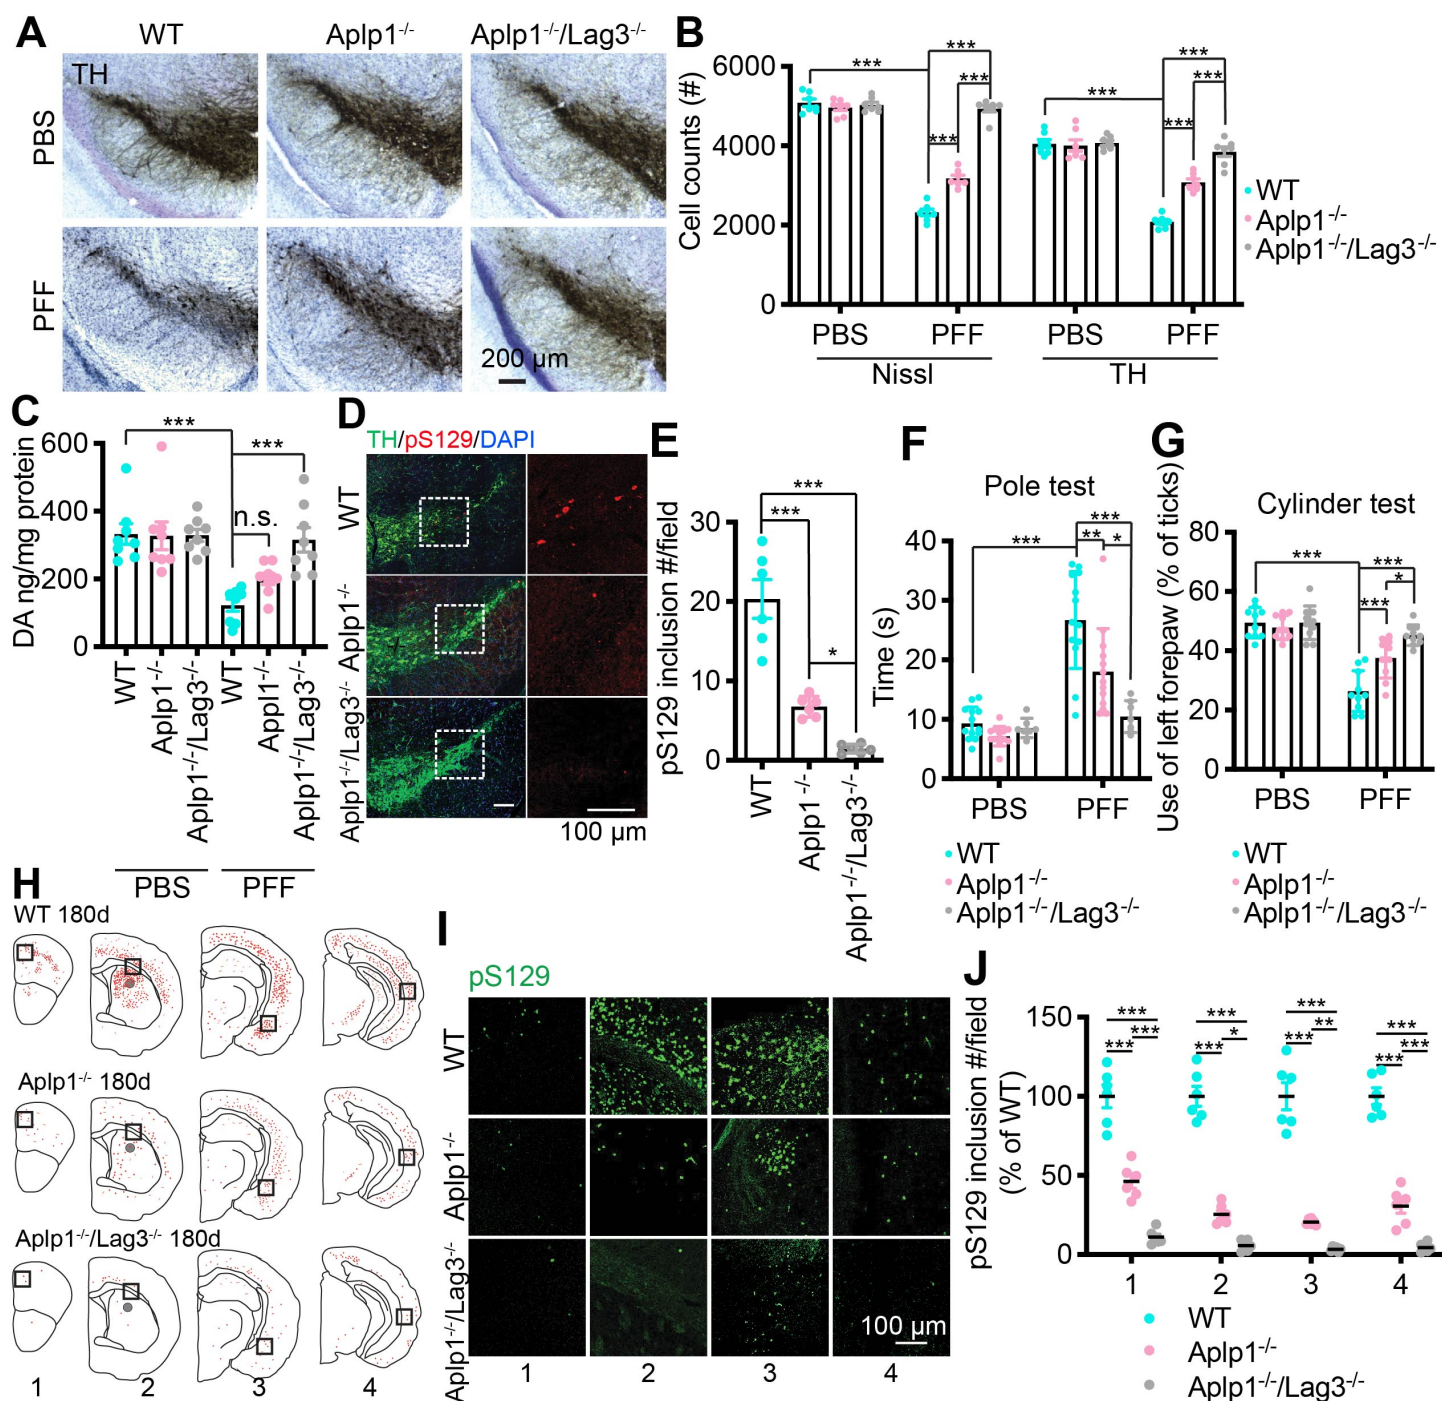 A
WT
Aplp1-/-
Aplp1-/-/Lag3-/-
TH
PBS
PFF
200 µm
B
Cell counts (#)
6000
4000
2000
0
***
***
***
***
***
***
***
***
PBS
PFF
PBS
PFF
Nissl
TH
WT
Aplp1-/-
Aplp1-/-/Lag3-/-
C
DA ng/mg protein
600
400
200
0
***
***
n.s.
WT
Aplp1-/-
Aplp1-/-/Lag3-/-
WT
Appl1-/-
Aplp1-/-/Lag3-/-
PBS
PFF
D
TH/pS129/DAPI
WT
Aplp1-/-
Aplp1-/-/Lag3-/-
100 µm
E
pS129 inclusion #/field
30
20
10
0
***
***
*
WT
Aplp1-/-
Aplp1-/-/Lag3-/-
F
Pole test
Time (s)
40
30
20
10
0
***
***
**
*
PBS
PFF
WT
Aplp1-/-
Aplp1-/-/Lag3-/-
G
Cylinder test
Use of left forepaw (% of ticks)
80
60
40
20
0
***
***
*
***
PBS
PFF
WT
Aplp1-/-
Aplp1-/-/Lag3-/-
H
WT 180d
Aplp1-/- 180d
Aplp1-/-/Lag3-/- 180d
1
2
3
4
I
pS129
WT
Aplp1-/-
Aplp1-/-/Lag3-/-
100 µm
1
2
3
4
J
pS129 inclusion #/field
(% of WT)
150
100
50
0
***
***
***
***
*
***
***
**
***
***
***
***
1
2
3
4
WT
Aplp1-/-
Aplp1-/-/Lag3-/-